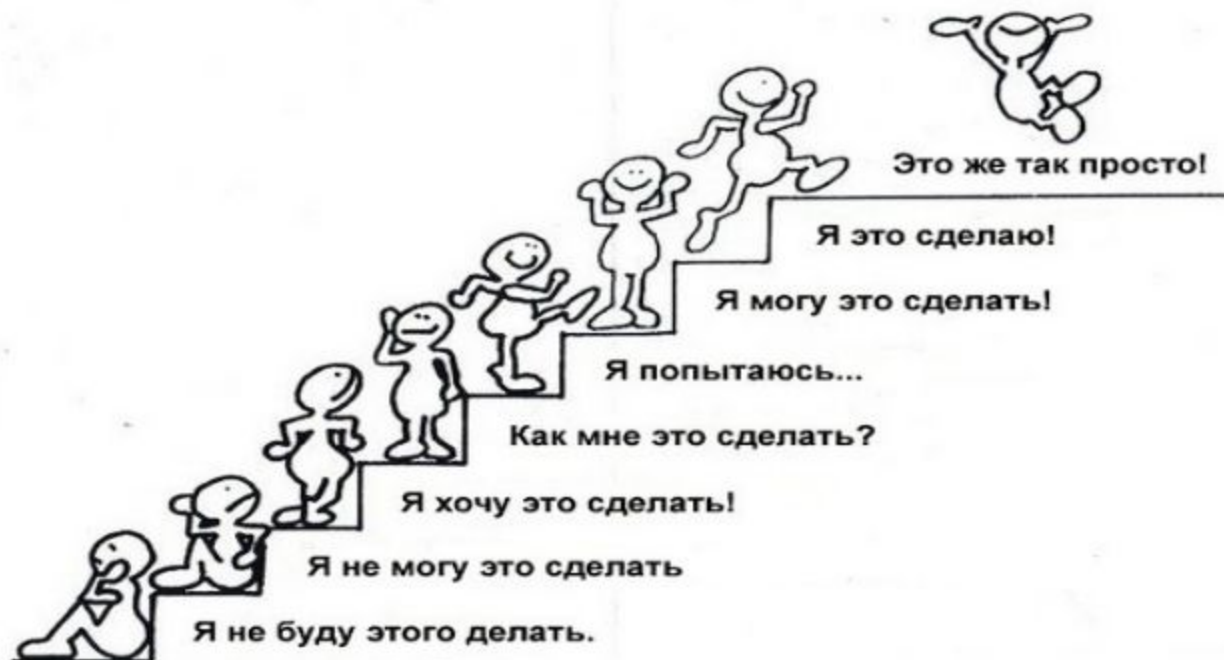 Это же так просто!
Я это сделаю!
Я могу это сделать!
Я попытаюсь...
Как мне это сделать?
Я хочу это сделать!
Я не могу это сделать
Я не буду этого делать.